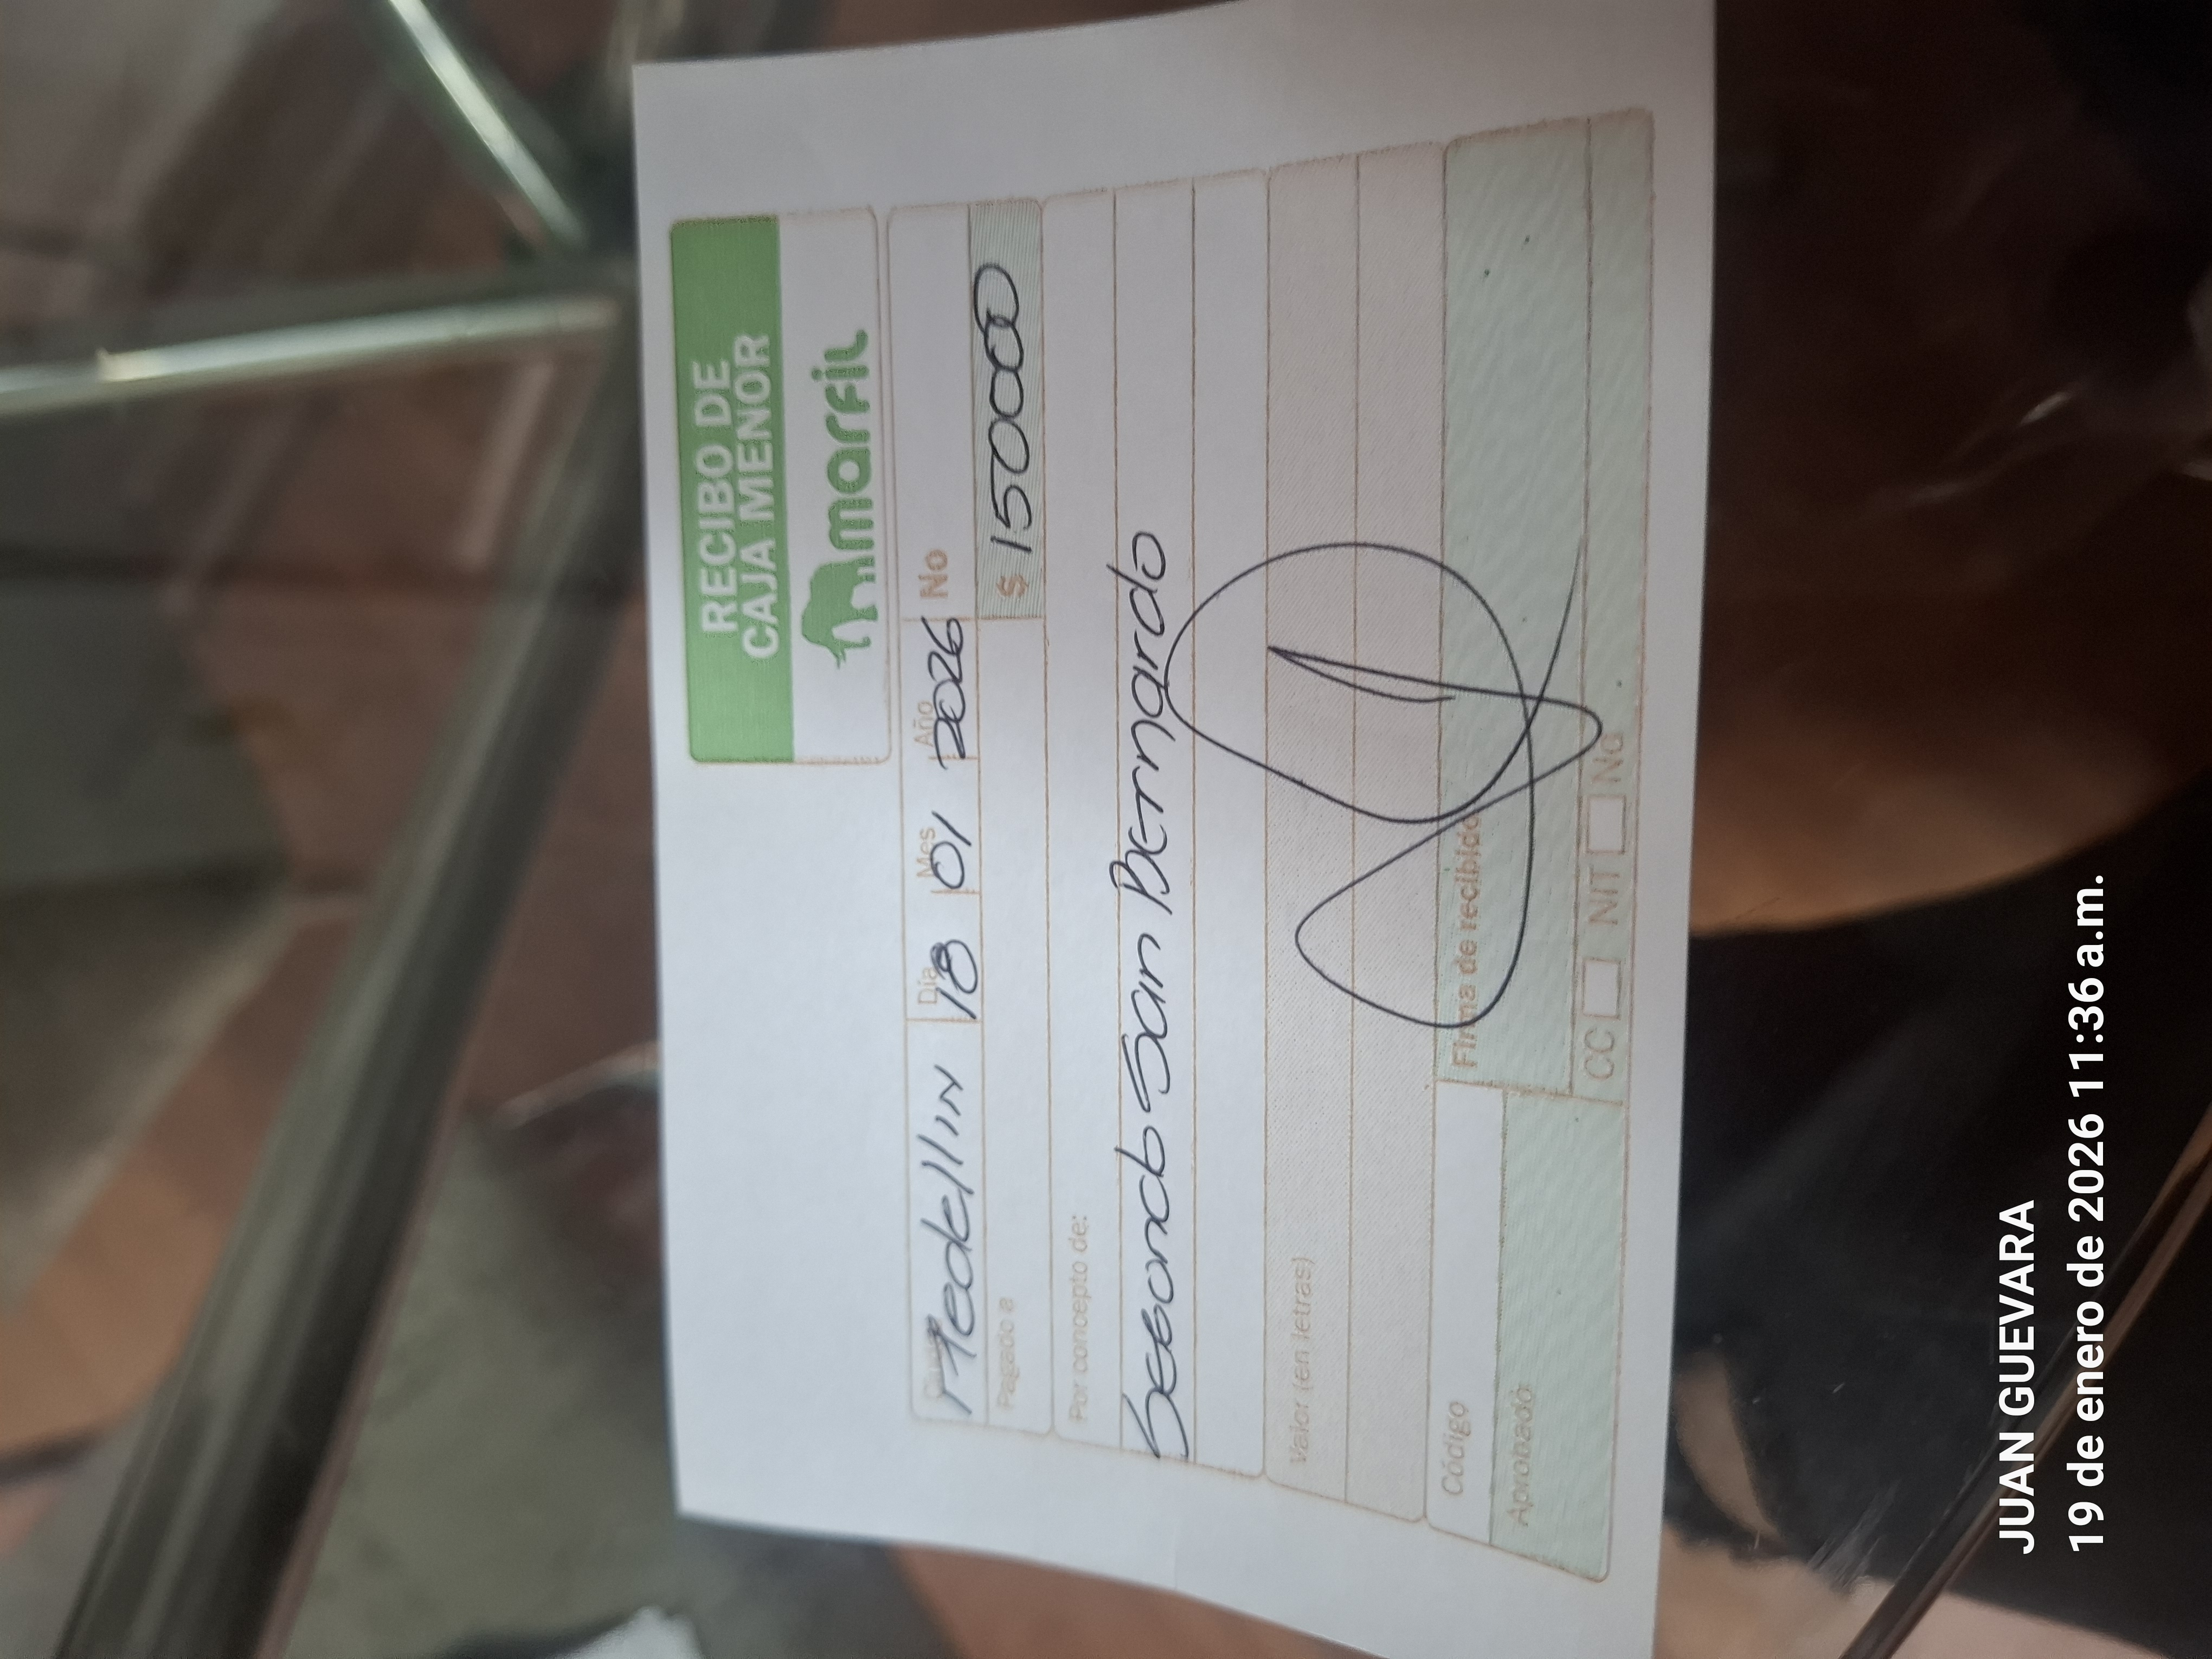 RECIBO DE
CAJA MENOR
marfil
Ciudad Medellin Día 18 Mes 01 Año 2026 No
Pagado a $ 150000
Por concepto de:
Segundo San Bernardo
Valor (en letras)
Código
Firma de recibido
Aprobado
CC NIT No
JUAN GUEVARA
19 de enero de 2026 11:36 a.m.